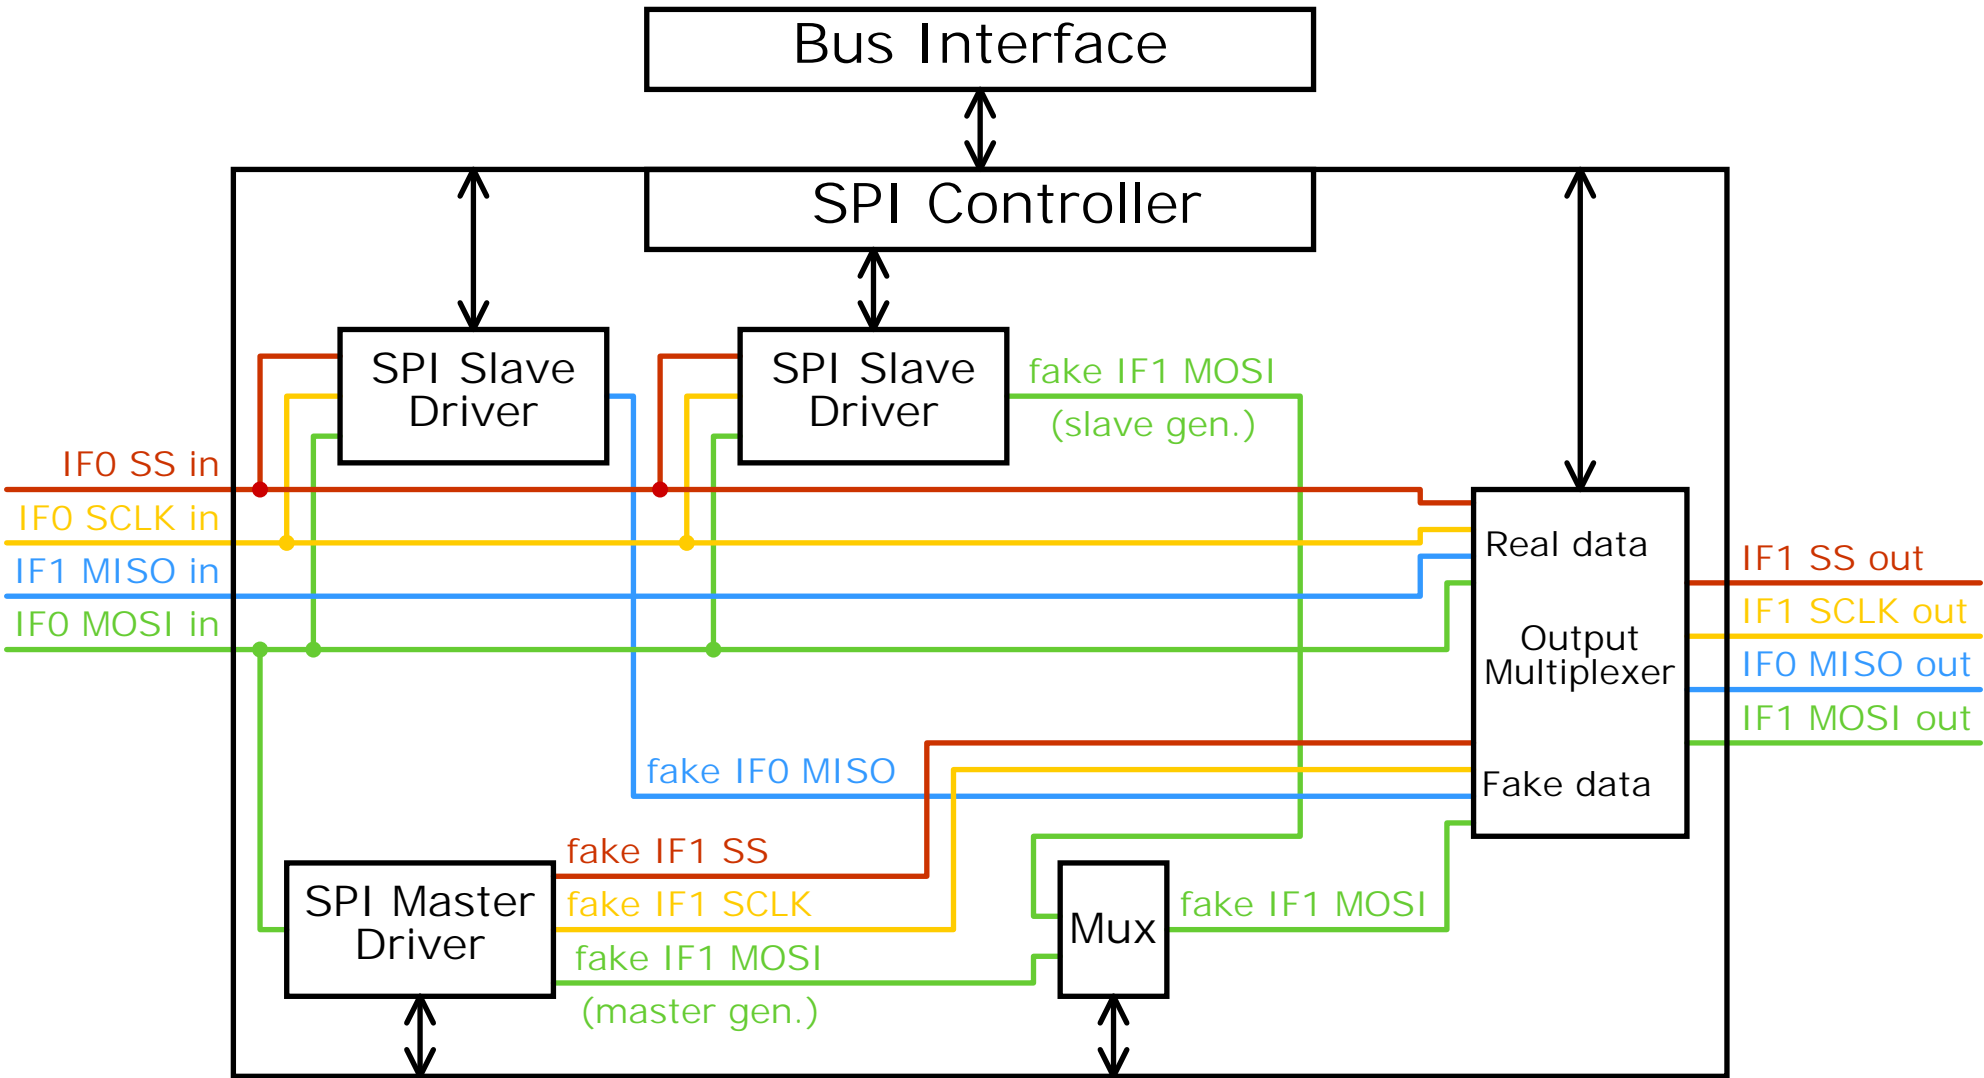 Bus Interface
SPI Controller
SPI Slave
Driver
SPI Slave
Driver
fake IF1 MOSI
(slave gen.)
IF0 SS in
IF0 SCLK in
IF1 MISO in
IF0 MOSI in
Real data
Output
Multiplexer
Fake data
IF1 SS out
IF1 SCLK out
IF0 MISO out
IF1 MOSI out
fake IF0 MISO
SPI Master
Driver
fake IF1 SS
fake IF1 SCLK
fake IF1 MOSI
(master gen.)
Mux
fake IF1 MOSI